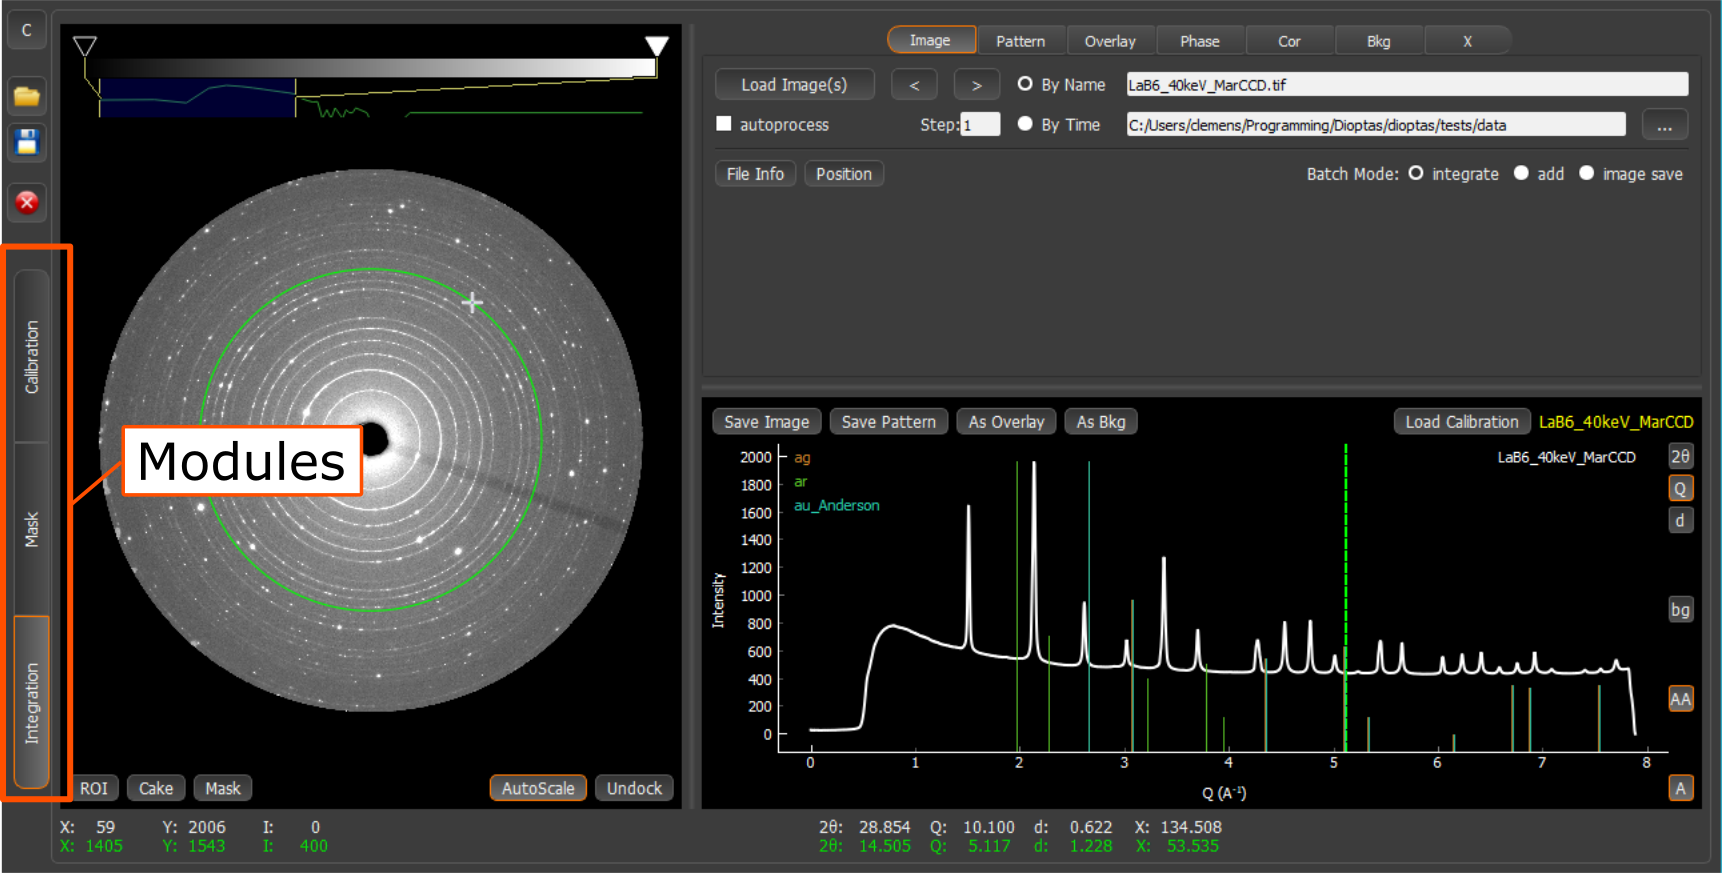 C
Image Pattern Overlay Phase Cor Bkg X
Load Image(s) < > By Name LaB6_40keV_MarCCD.tif
autoprocess Step: 1 By Time C:/Users/clemens/Programming/Dioptas/dioptas/tests/data ...
File Info Position Batch Mode: integrate add image save
Calibration
Mask
Integration
Modules
Save Image Save Pattern As Overlay As Bkg Load Calibration LaB6_40keV_MarCCD
ag
ar
au_Anderson
LaB6_40keV_MarCCD
2θ
Q
d
bg
AA
A
2000
1800
1600
1400
1200
1000
800
600
400
200
0
Intensity
0 1 2 3 4 5 6 7 8
Q (A⁻¹)
ROI Cake Mask AutoScale Undock
X: 59 Y: 2006 I: 0 2θ: 28.854 Q: 10.100 d: 0.622 X: 134.508
X: 1405 Y: 1543 I: 400 2θ: 14.505 Q: 5.117 d: 1.228 X: 53.535